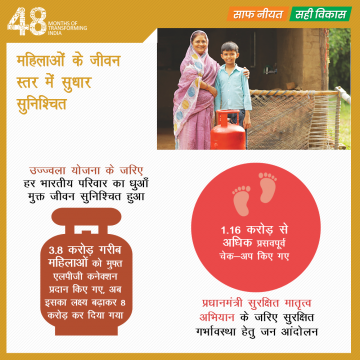 48 MONTHS OF
TRANSFORMING
INDIA
साफ नीयत
सही विकास
महिलाओं के जीवन
स्तर में सुधार
सुनिश्चित
उज्ज्वला योजना के जरिए
हर भारतीय परिवार का धुआँ
मुक्त जीवन सुनिश्चित हुआ
3.8 करोड़ गरीब
महिलाओं को मुफ्त
एलपीजी कनेक्शन
प्रदान किए गए, अब
इसका लक्ष्य बढ़ाकर 8
करोड़ कर दिया गया
1.16 करोड़ से
अधिक प्रसवपूर्व
चेक-अप किए गए
प्रधानमंत्री सुरक्षित मातृत्व
अभियान के जरिए सुरक्षित
गर्भावस्था हेतु जन आंदोलन